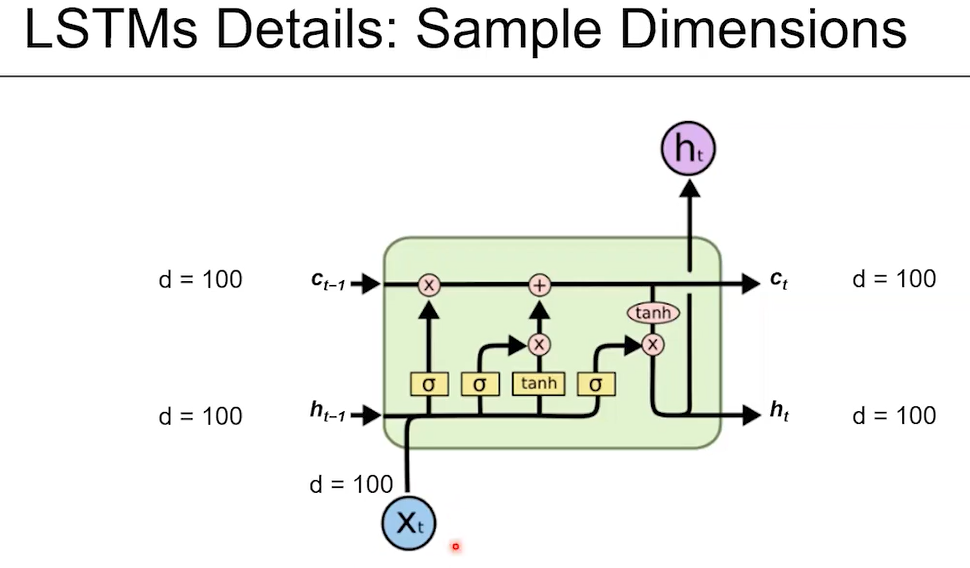 LSTMs Details: Sample Dimensions
ht
d = 100
ct−1
x
+
ct
d = 100
tanh
x
x
σ
σ
tanh
σ
d = 100
ht−1
ht
d = 100
d = 100
xt